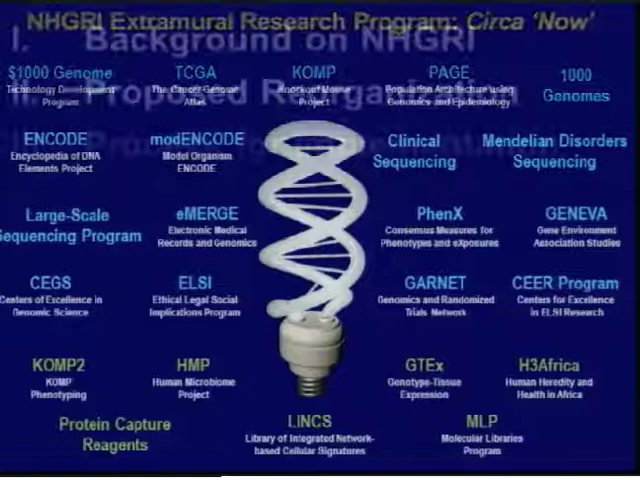 NHGRI Extramural Research Program: Circa 'Now'
I. Background on NHGRI
II. Proposed Reorganization
$1000 Genome
Technology Development
Program
TCGA
The Cancer Genome
Atlas
KOMP
Knockout Mouse
Project
PAGE
Population Architecture using
Genomics and Epidemiology
1000
Genomes
ENCODE
Encyclopedia of DNA
Elements Project
modENCODE
Model Organism
ENCODE
Clinical
Sequencing
Mendelian Disorders
Sequencing
Large-Scale
Sequencing Program
eMERGE
Electronic Medical
Records and Genomics
PhenX
Consensus Measures for
Phenotypes and eXposures
GENEVA
Gene Environment
Association Studies
CEGS
Centers of Excellence in
Genomic Science
ELSI
Ethical Legal Social
Implications Program
GARNET
Genomics and Randomized
Trials Network
CEER Program
Centers for Excellence
in ELSI Research
KOMP2
KOMP
Phenotyping
HMP
Human Microbiome
Project
GTEx
Genotype-Tissue
Expression
H3Africa
Human Heredity and
Health in Africa
Protein Capture
Reagents
LINCS
Library of Integrated Network-
based Cellular Signatures
MLP
Molecular Libraries
Program